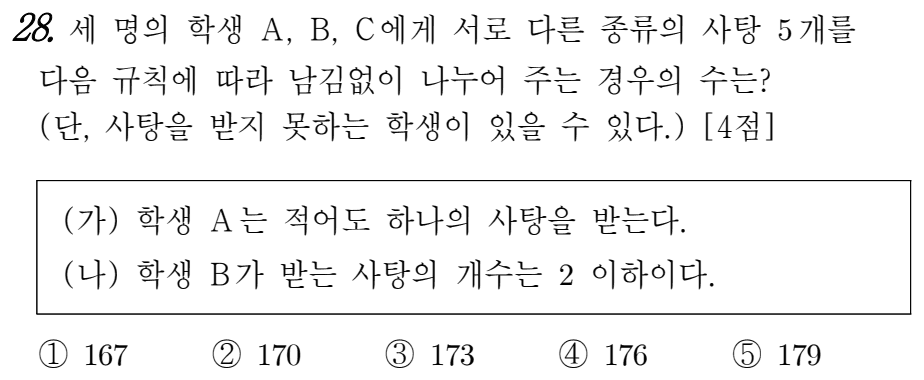 28. 세 명의 학생 A, B, C에게 서로 다른 종류의 사탕 5개를
다음 규칙에 따라 남김없이 나누어 주는 경우의 수는?
(단, 사탕을 받지 못하는 학생이 있을 수 있다.) [4점]
(가) 학생 A는 적어도 하나의 사탕을 받는다.
(나) 학생 B가 받는 사탕의 개수는 2 이하이다.
① 167 ② 170 ③ 173 ④ 176 ⑤ 179